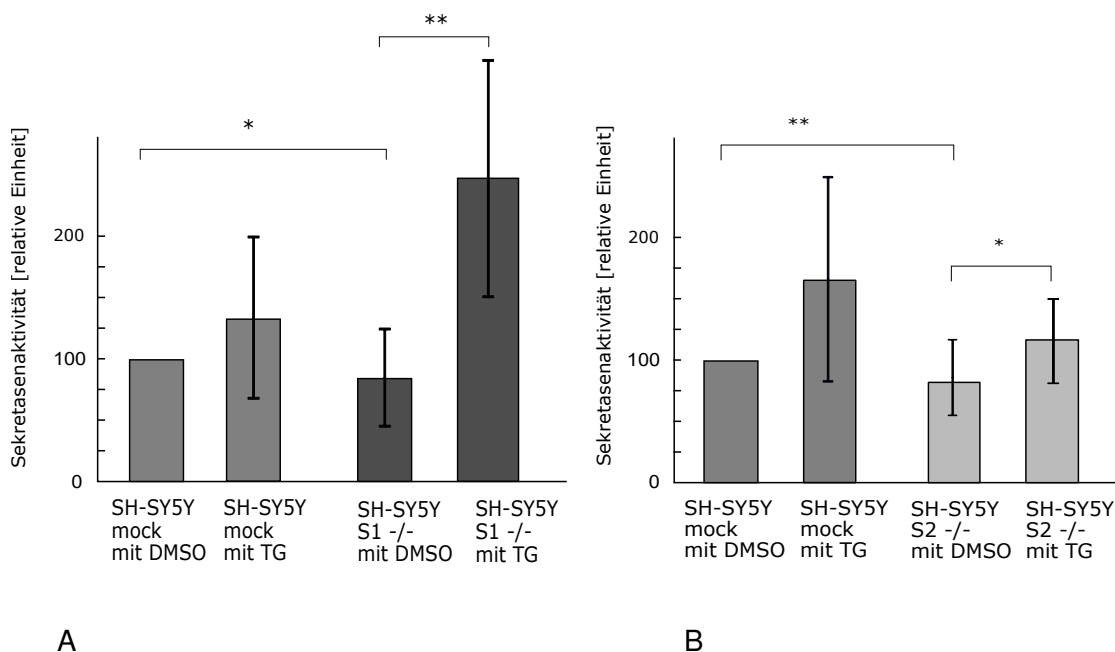 **
*
Sekretasenaktivität [relative Einheit]
200
100
0
SH-SY5Y
mock
mit DMSO
SH-SY5Y
mock
mit TG
SH-SY5Y
S1 -/-
mit DMSO
SH-SY5Y
S1 -/-
mit TG
A
**
*
Sekretasenaktivität [relative Einheit]
200
100
0
SH-SY5Y
mock
mit DMSO
SH-SY5Y
mock
mit TG
SH-SY5Y
S2 -/-
mit DMSO
SH-SY5Y
S2 -/-
mit TG
B